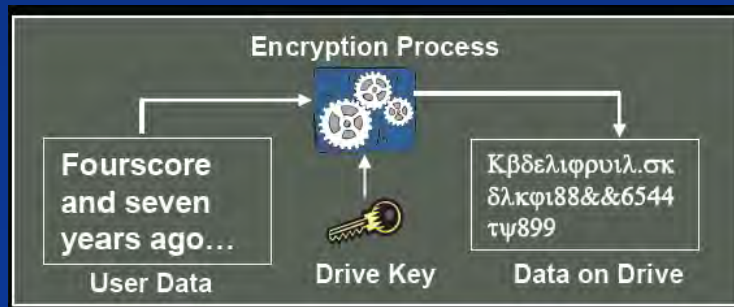 Encryption Process
Fourscore
and seven
years ago…
User Data
Drive Key
Κβδελιφρυιλ.σκ
δλκφι88&&6544
τψ899
Data on Drive